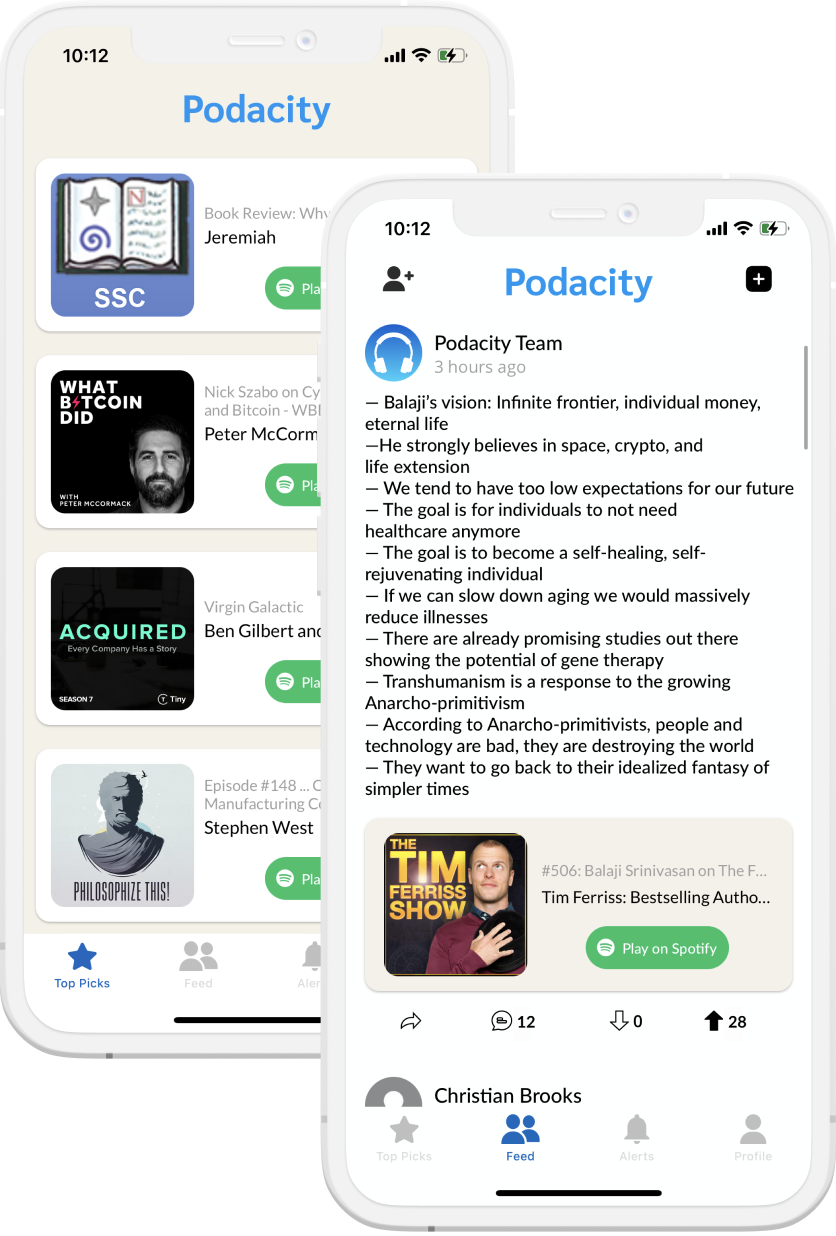 10:12
Podacity
SSC
Book Review: Why
Jeremiah
WHAT
BITCOIN
DID
WITH
PETER MCCORMACK
Nick Szabo on Cy
and Bitcoin - WB
Peter McCorm
ACQUIRED
Every Company Has a Story
SEASON 7
Tiny
Virgin Galactic
Ben Gilbert and
PHILOSOPHIZE THIS!
Episode #148 ... C
Manufacturing Co
Stephen West
Top Picks
Feed
Aler
10:12
Podacity
Podacity Team
3 hours ago
— Balaji’s vision: Infinite frontier, individual money,
eternal life
—He strongly believes in space, crypto, and
life extension
— We tend to have too low expectations for our future
— The goal is for individuals to not need
healthcare anymore
— The goal is to become a self-healing, self-
rejuvenating individual
— If we can slow down aging we would massively
reduce illnesses
— There are already promising studies out there
showing the potential of gene therapy
— Transhumanism is a response to the growing
Anarcho-primitivism
— According to Anarcho-primitivists, people and
technology are bad, they are destroying the world
— They want to go back to their idealized fantasy of
simpler times
THE
TIM
FERRISS
SHOW
#506: Balaji Srinivasan on The F...
Tim Ferriss: Bestselling Autho...
Play on Spotify
12
0
28
Christian Brooks
Top Picks
Feed
Alerts
Profile